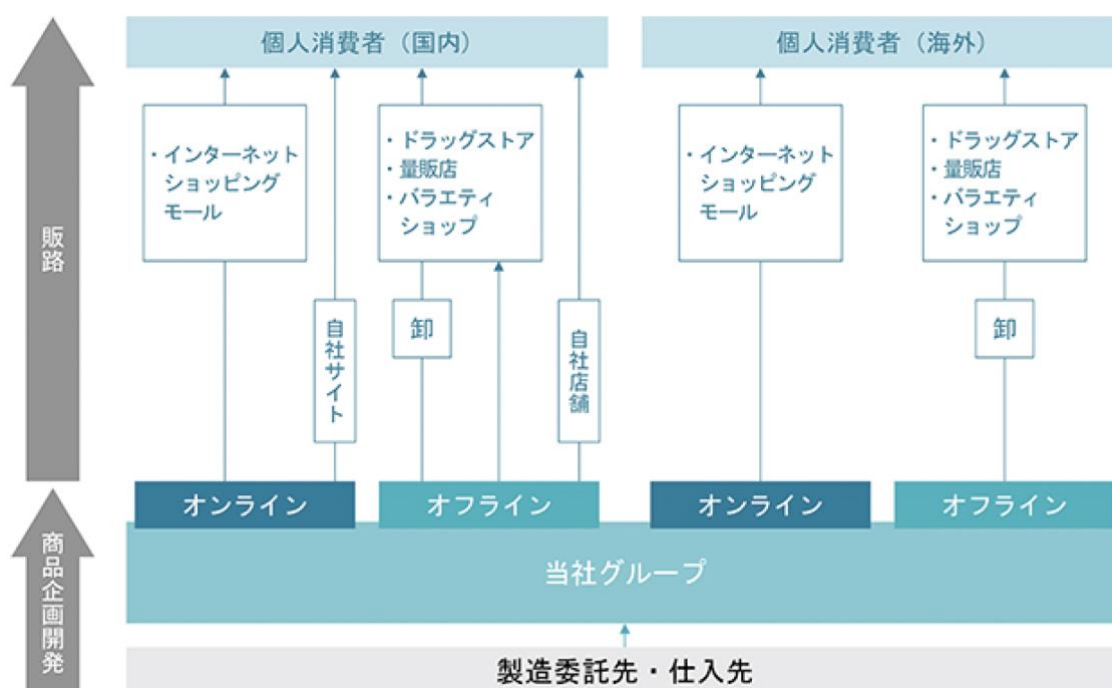 個人消費者（国内）
個人消費者（海外）
・インターネット
ショッピング
モール
・ドラッグストア
・量販店
・バラエティ
ショップ
・インターネット
ショッピング
モール
・ドラッグストア
・量販店
・バラエティ
ショップ
販路
自社サイト
卸
自社店舗
卸
オンライン
オフライン
オンライン
オフライン
商品企画開発
当社グループ
製造委託先・仕入先